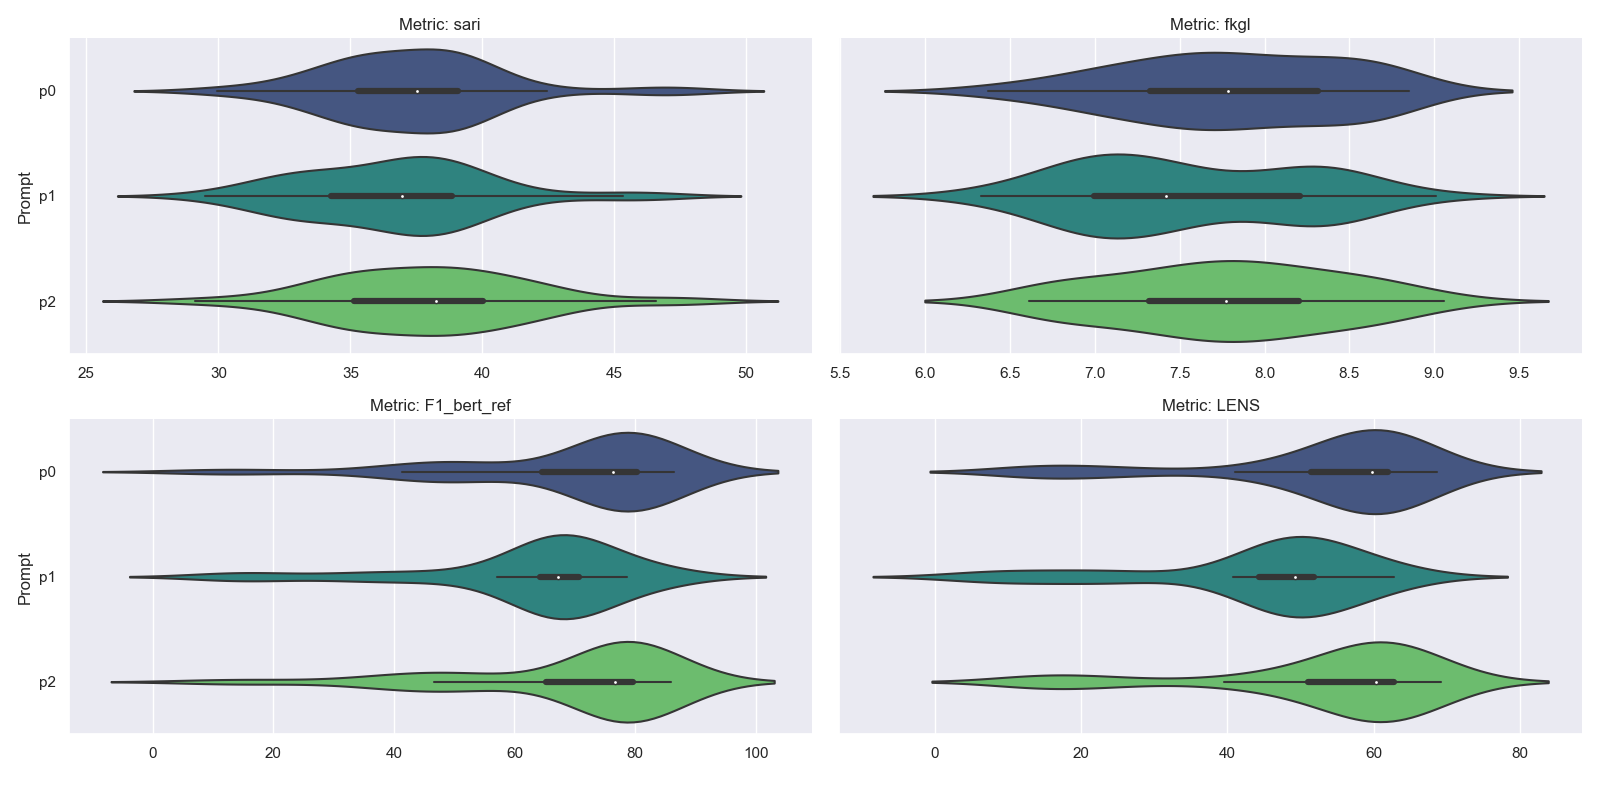 Metric: sari
Metric: fkgl
p0
p1
p2
Prompt
25 30 35 40 45 50
5.5 6.0 6.5 7.0 7.5 8.0 8.5 9.0 9.5
Metric: F1_bert_ref
Metric: LENS
p0
p1
p2
Prompt
0 20 40 60 80 100
0 20 40 60 80